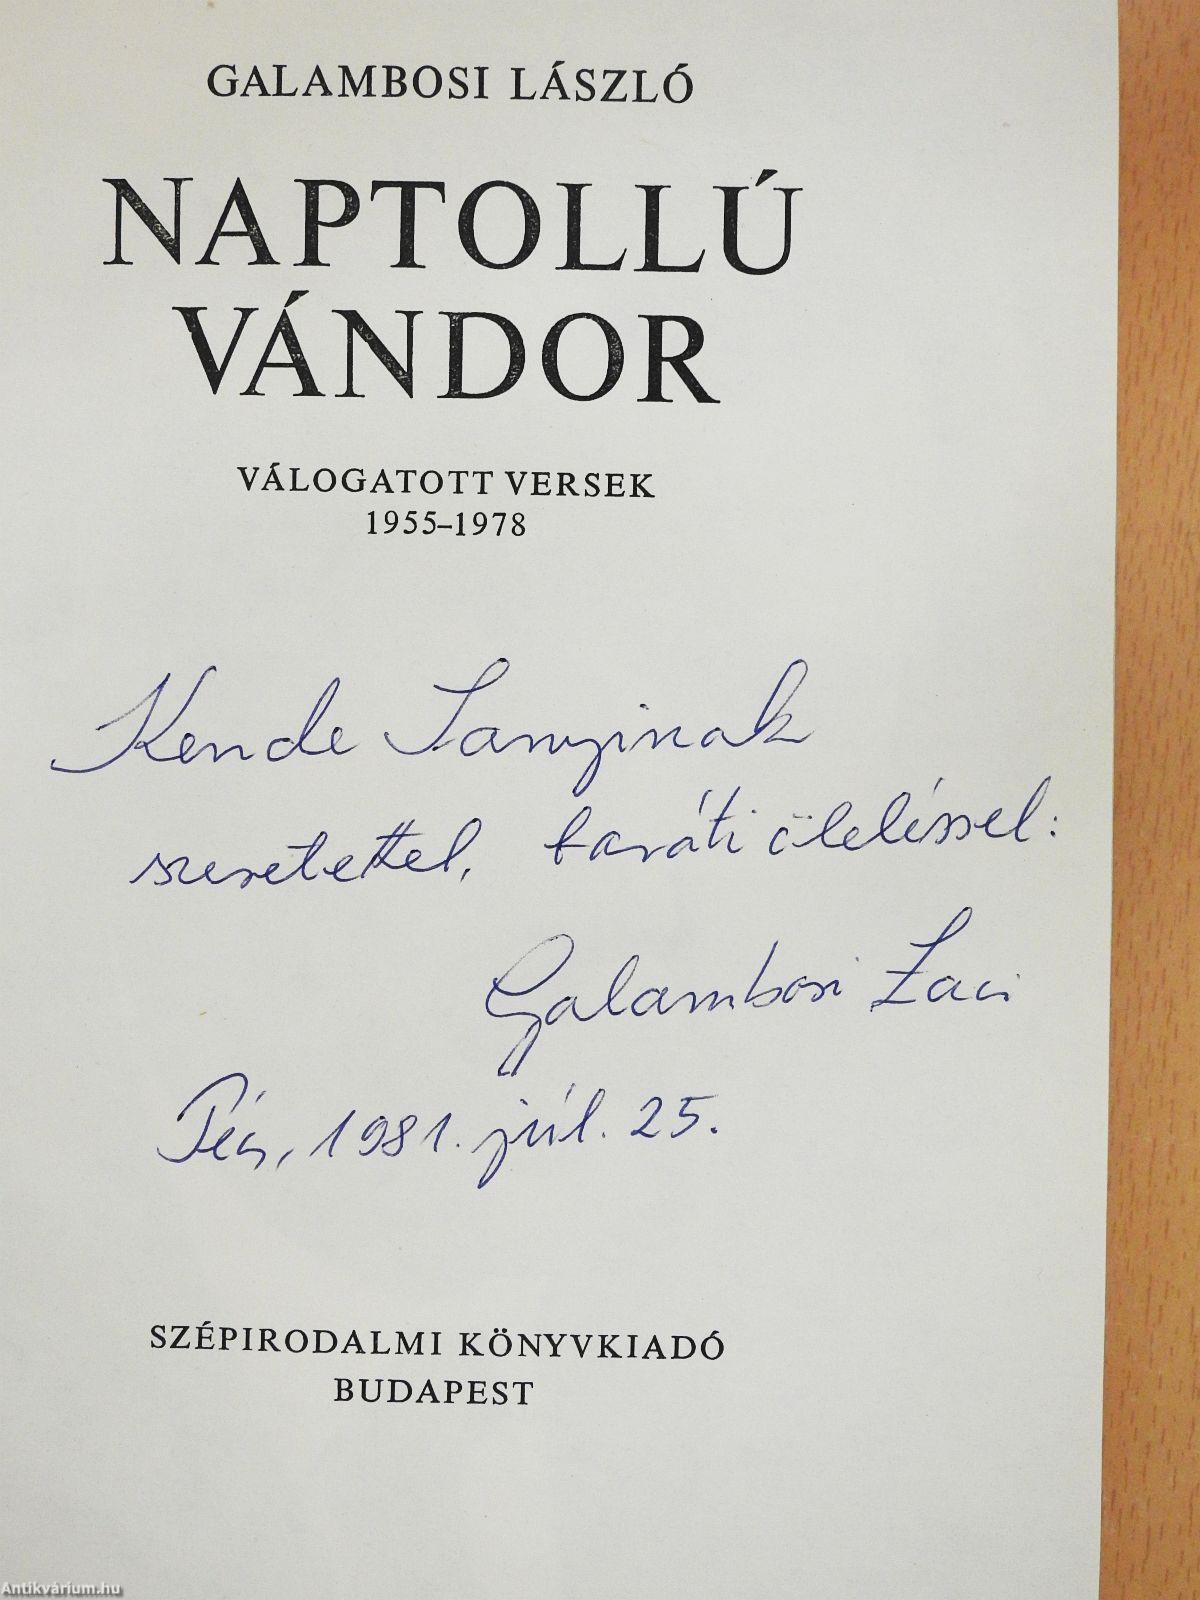 GALAMBOSI LÁSZLÓ
NAPTOLLÚ
VÁNDOR
VÁLOGATOTT VERSEK
1955–1978
Kende Sanyinak
szeretettel, baráti öleléssel:
Galambosi Laci
Pécs, 1981. júl. 25.
SZÉPIRODALMI KÖNYVKIADÓ
BUDAPEST
Antikvárium.hu